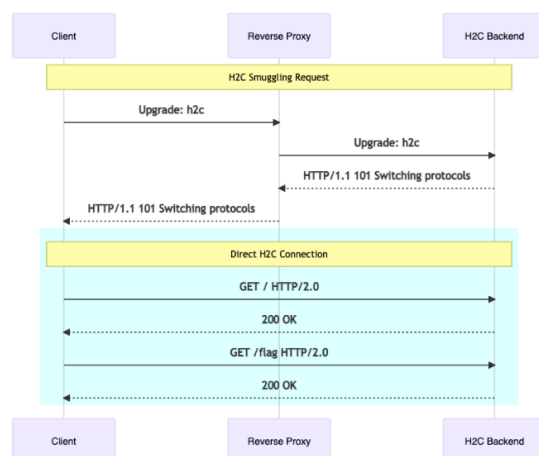 Client
Reverse Proxy
H2C Backend
H2C Smuggling Request
Upgrade: h2c
Upgrade: h2c
HTTP/1.1 101 Switching protocols
HTTP/1.1 101 Switching protocols
Direct H2C Connection
GET / HTTP/2.0
200 OK
GET /flag HTTP/2.0
200 OK
Client
Reverse Proxy
H2C Backend